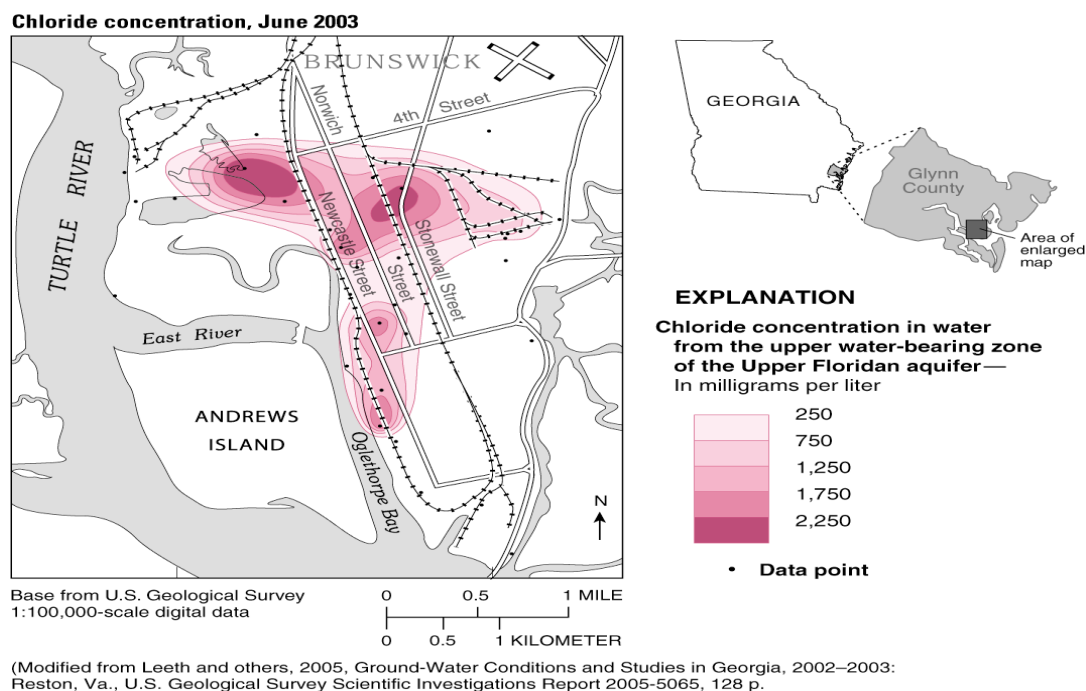 Chloride concentration, June 2003
BRUNSWICK
Norwich
4th Street
TURTLE RIVER
Newcastle Street
Street
Stonewall Street
East River
ANDREWS
ISLAND
Oglethorpe Bay
N
Base from U.S. Geological Survey
1:100,000-scale digital data
0 0.5 1 MILE
0 0.5 1 KILOMETER
GEORGIA
Glynn
County
Area of
enlarged
map
EXPLANATION
Chloride concentration in water
from the upper water-bearing zone
of the Upper Floridan aquifer—
In milligrams per liter
250
750
1,250
1,750
2,250
Data point
(Modified from Leeth and others, 2005, Ground-Water Conditions and Studies in Georgia, 2002–2003:
Reston, Va., U.S. Geological Survey Scientific Investigations Report 2005-5065, 128 p.